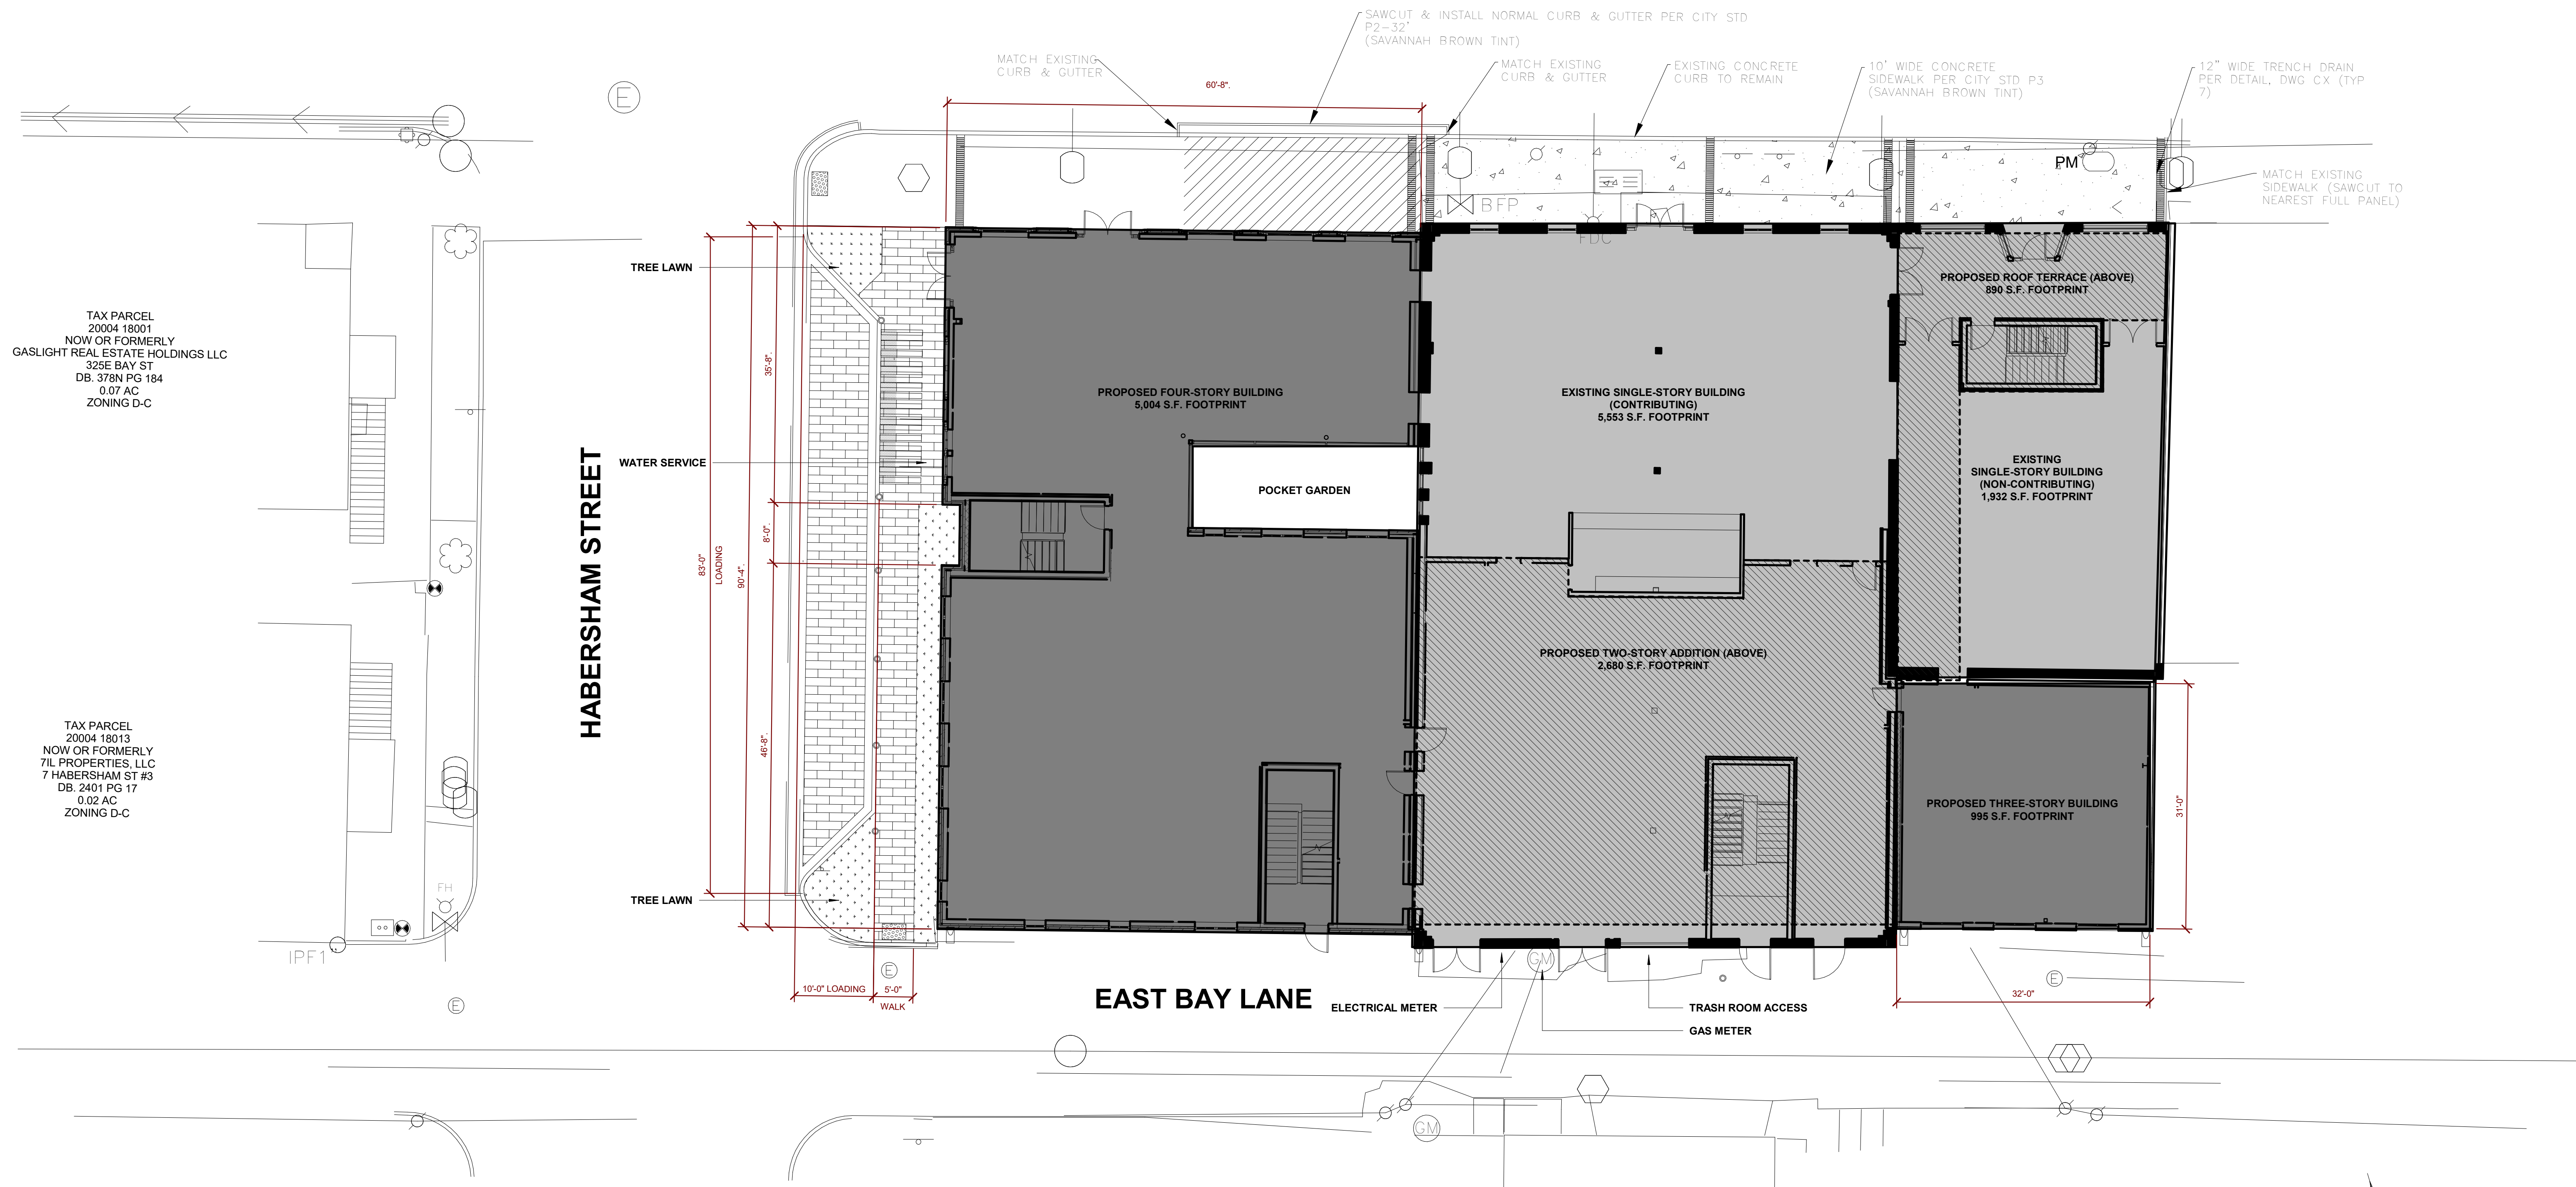 SAWCUT & INSTALL NORMAL CURB & GUTTER PER CITY STD
P2-32"
(SAVANNAH BROWN TINT)
MATCH EXISTING
CURB & GUTTER
MATCH EXISTING
CURB & GUTTER
EXISTING CONCRETE
CURB TO REMAIN
10' WIDE CONCRETE
SIDEWALK PER CITY STD P3
(SAVANNAH BROWN TINT)
12" WIDE TRENCH DRAIN
PER DETAIL, DWG CX (TYP
7)
60'-8".
E
PM
MATCH EXISTING
SIDEWALK (SAWCUT TO
NEAREST FULL PANEL)
BFP
FDC
TREE LAWN
PROPOSED ROOF TERRACE (ABOVE)
890 S.F. FOOTPRINT
TAX PARCEL
20004 18001
NOW OR FORMERLY
GASLIGHT REAL ESTATE HOLDINGS LLC
325E BAY ST
DB. 378N PG 184
0.07 AC
ZONING D-C
35'-8".
PROPOSED FOUR-STORY BUILDING
5,004 S.F. FOOTPRINT
EXISTING SINGLE-STORY BUILDING
(CONTRIBUTING)
5,553 S.F. FOOTPRINT
HABERSHAM STREET
WATER SERVICE
POCKET GARDEN
EXISTING
SINGLE-STORY BUILDING
(NON-CONTRIBUTING)
1,932 S.F. FOOTPRINT
8'-0".
83'-0"
LOADING
90'-4".
PROPOSED TWO-STORY ADDITION (ABOVE)
2,680 S.F. FOOTPRINT
46'-8".
TAX PARCEL
20004 18013
NOW OR FORMERLY
7IL PROPERTIES, LLC
7 HABERSHAM ST #3
DB. 2401 PG 17
0.02 AC
ZONING D-C
PROPOSED THREE-STORY BUILDING
995 S.F. FOOTPRINT
31'-0"
FH
TREE LAWN
IPF1
E
GM
E
10'-0" LOADING
5'-0"
WALK
E
EAST BAY LANE
ELECTRICAL METER
TRASH ROOM ACCESS
GAS METER
32'-0"
GM